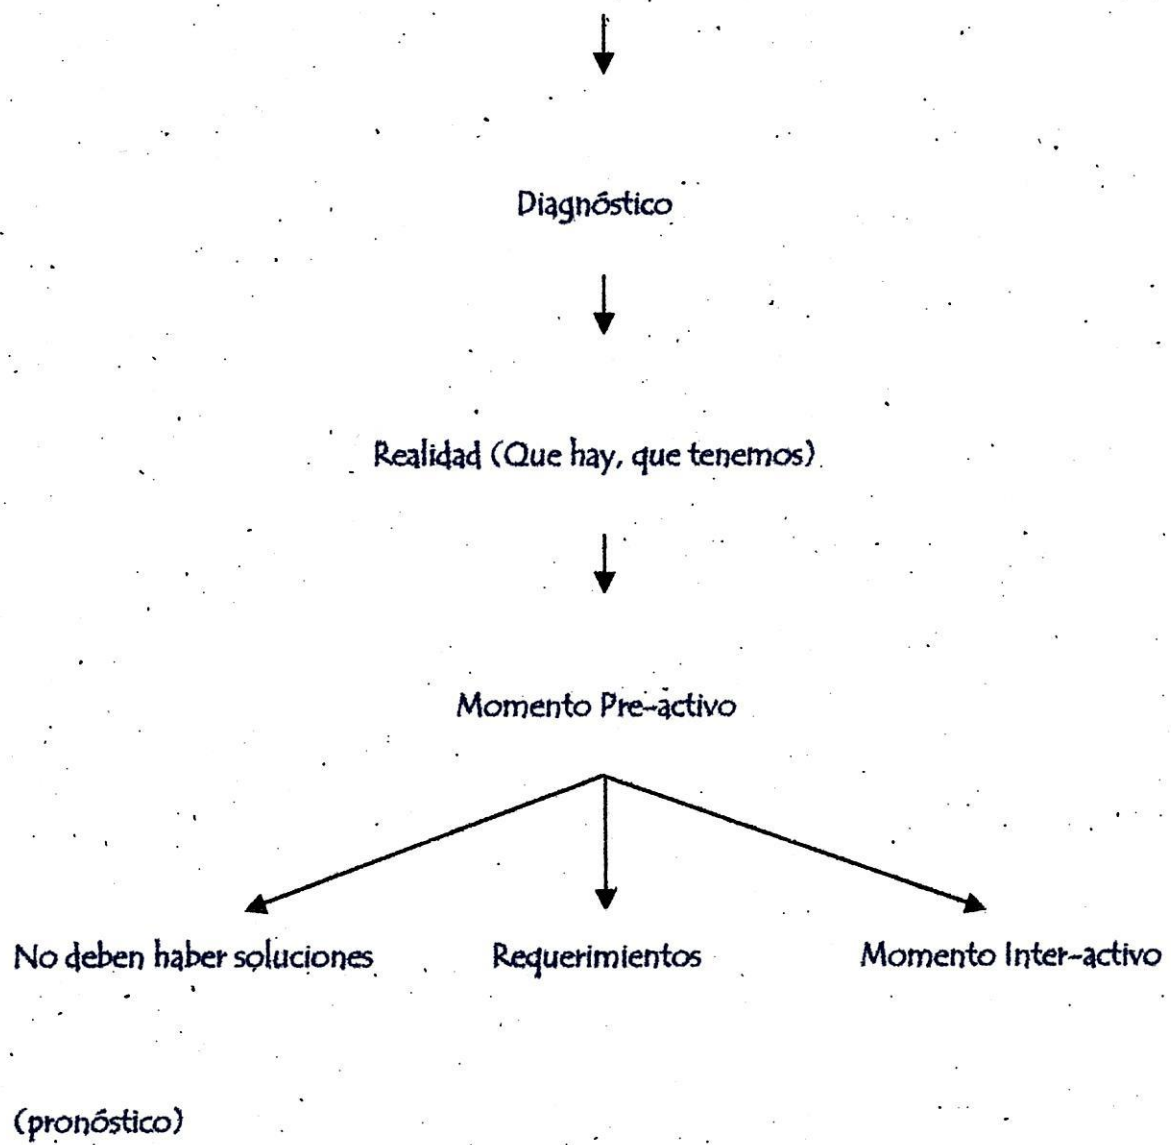 Diagnóstico
Realidad (Que hay, que tenemos)
Momento Pre-activo
No deben haber soluciones
Requerimientos
Momento Inter-activo
(pronóstico)